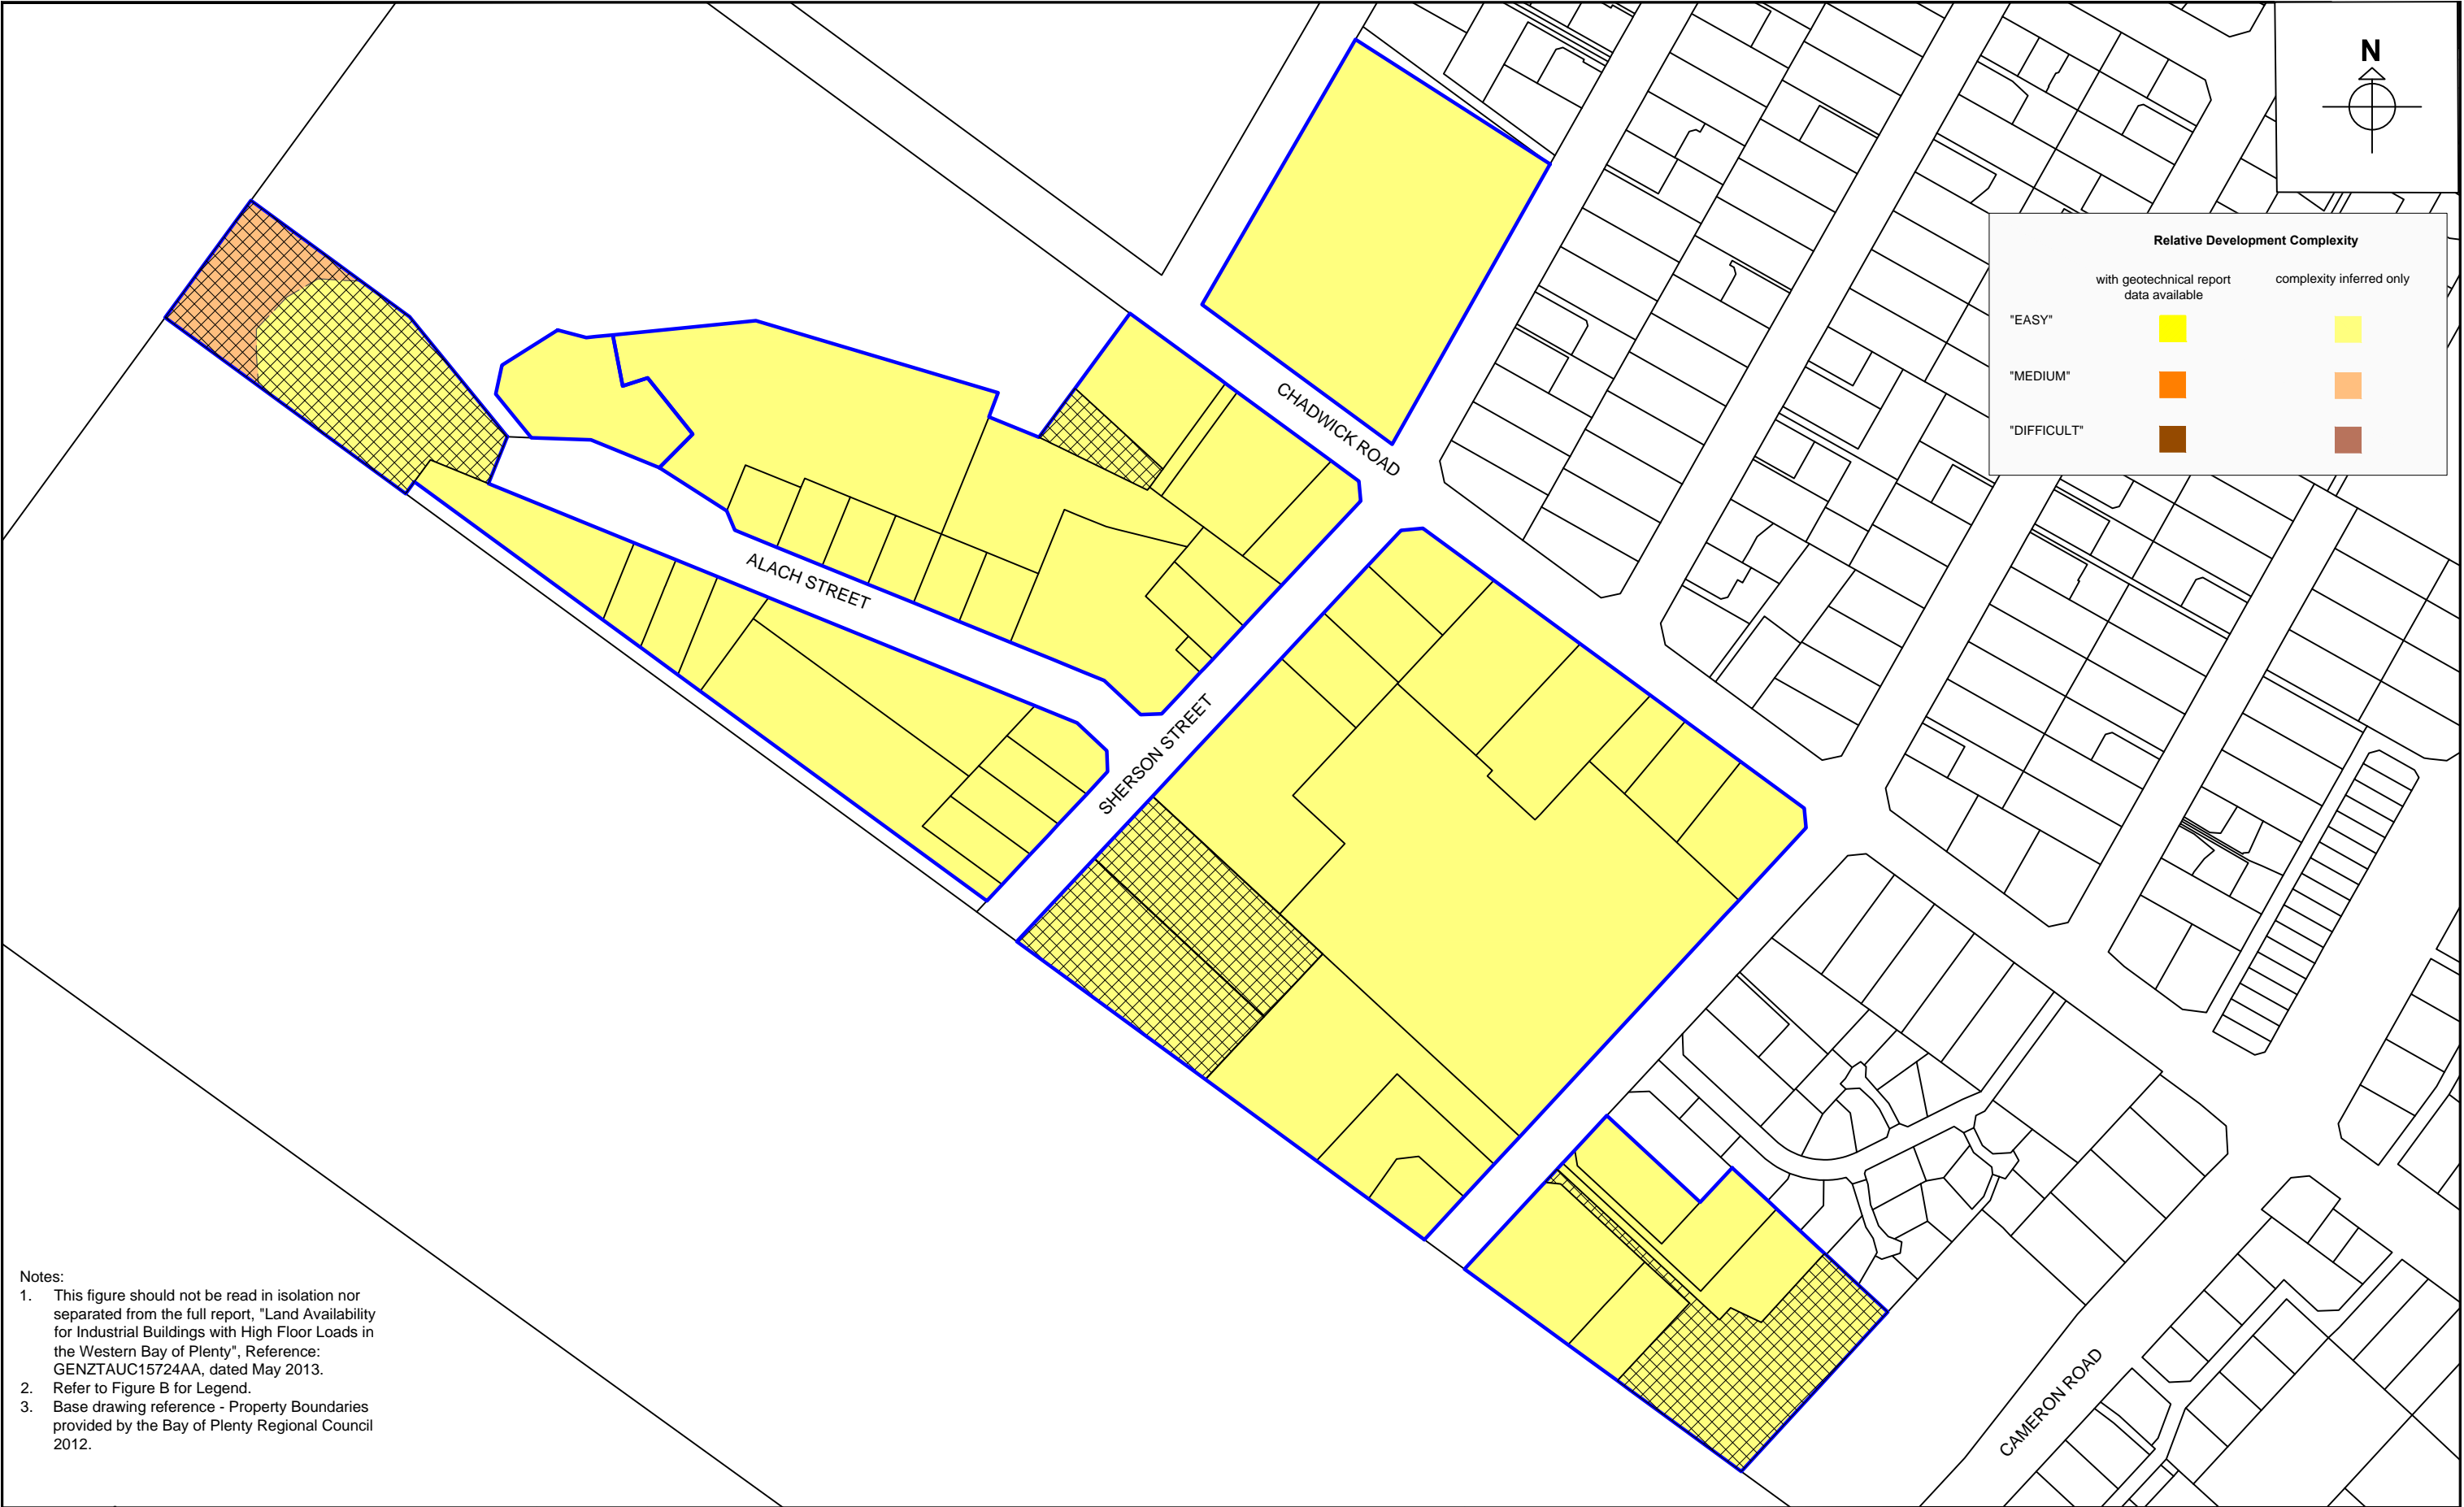 N
Relative Development Complexity
with geotechnical report
data available
complexity inferred only
"EASY"
"MEDIUM"
"DIFFICULT"
CHADWICK ROAD
ALACH STREET
SHERSON STREET
CAMERON ROAD
Notes:
1. This figure should not be read in isolation nor
separated from the full report, "Land Availability
for Industrial Buildings with High Floor Loads in
the Western Bay of Plenty", Reference:
GENZTAUC15724AA, dated May 2013.
2. Refer to Figure B for Legend.
3. Base drawing reference - Property Boundaries
provided by the Bay of Plenty Regional Council
2012.